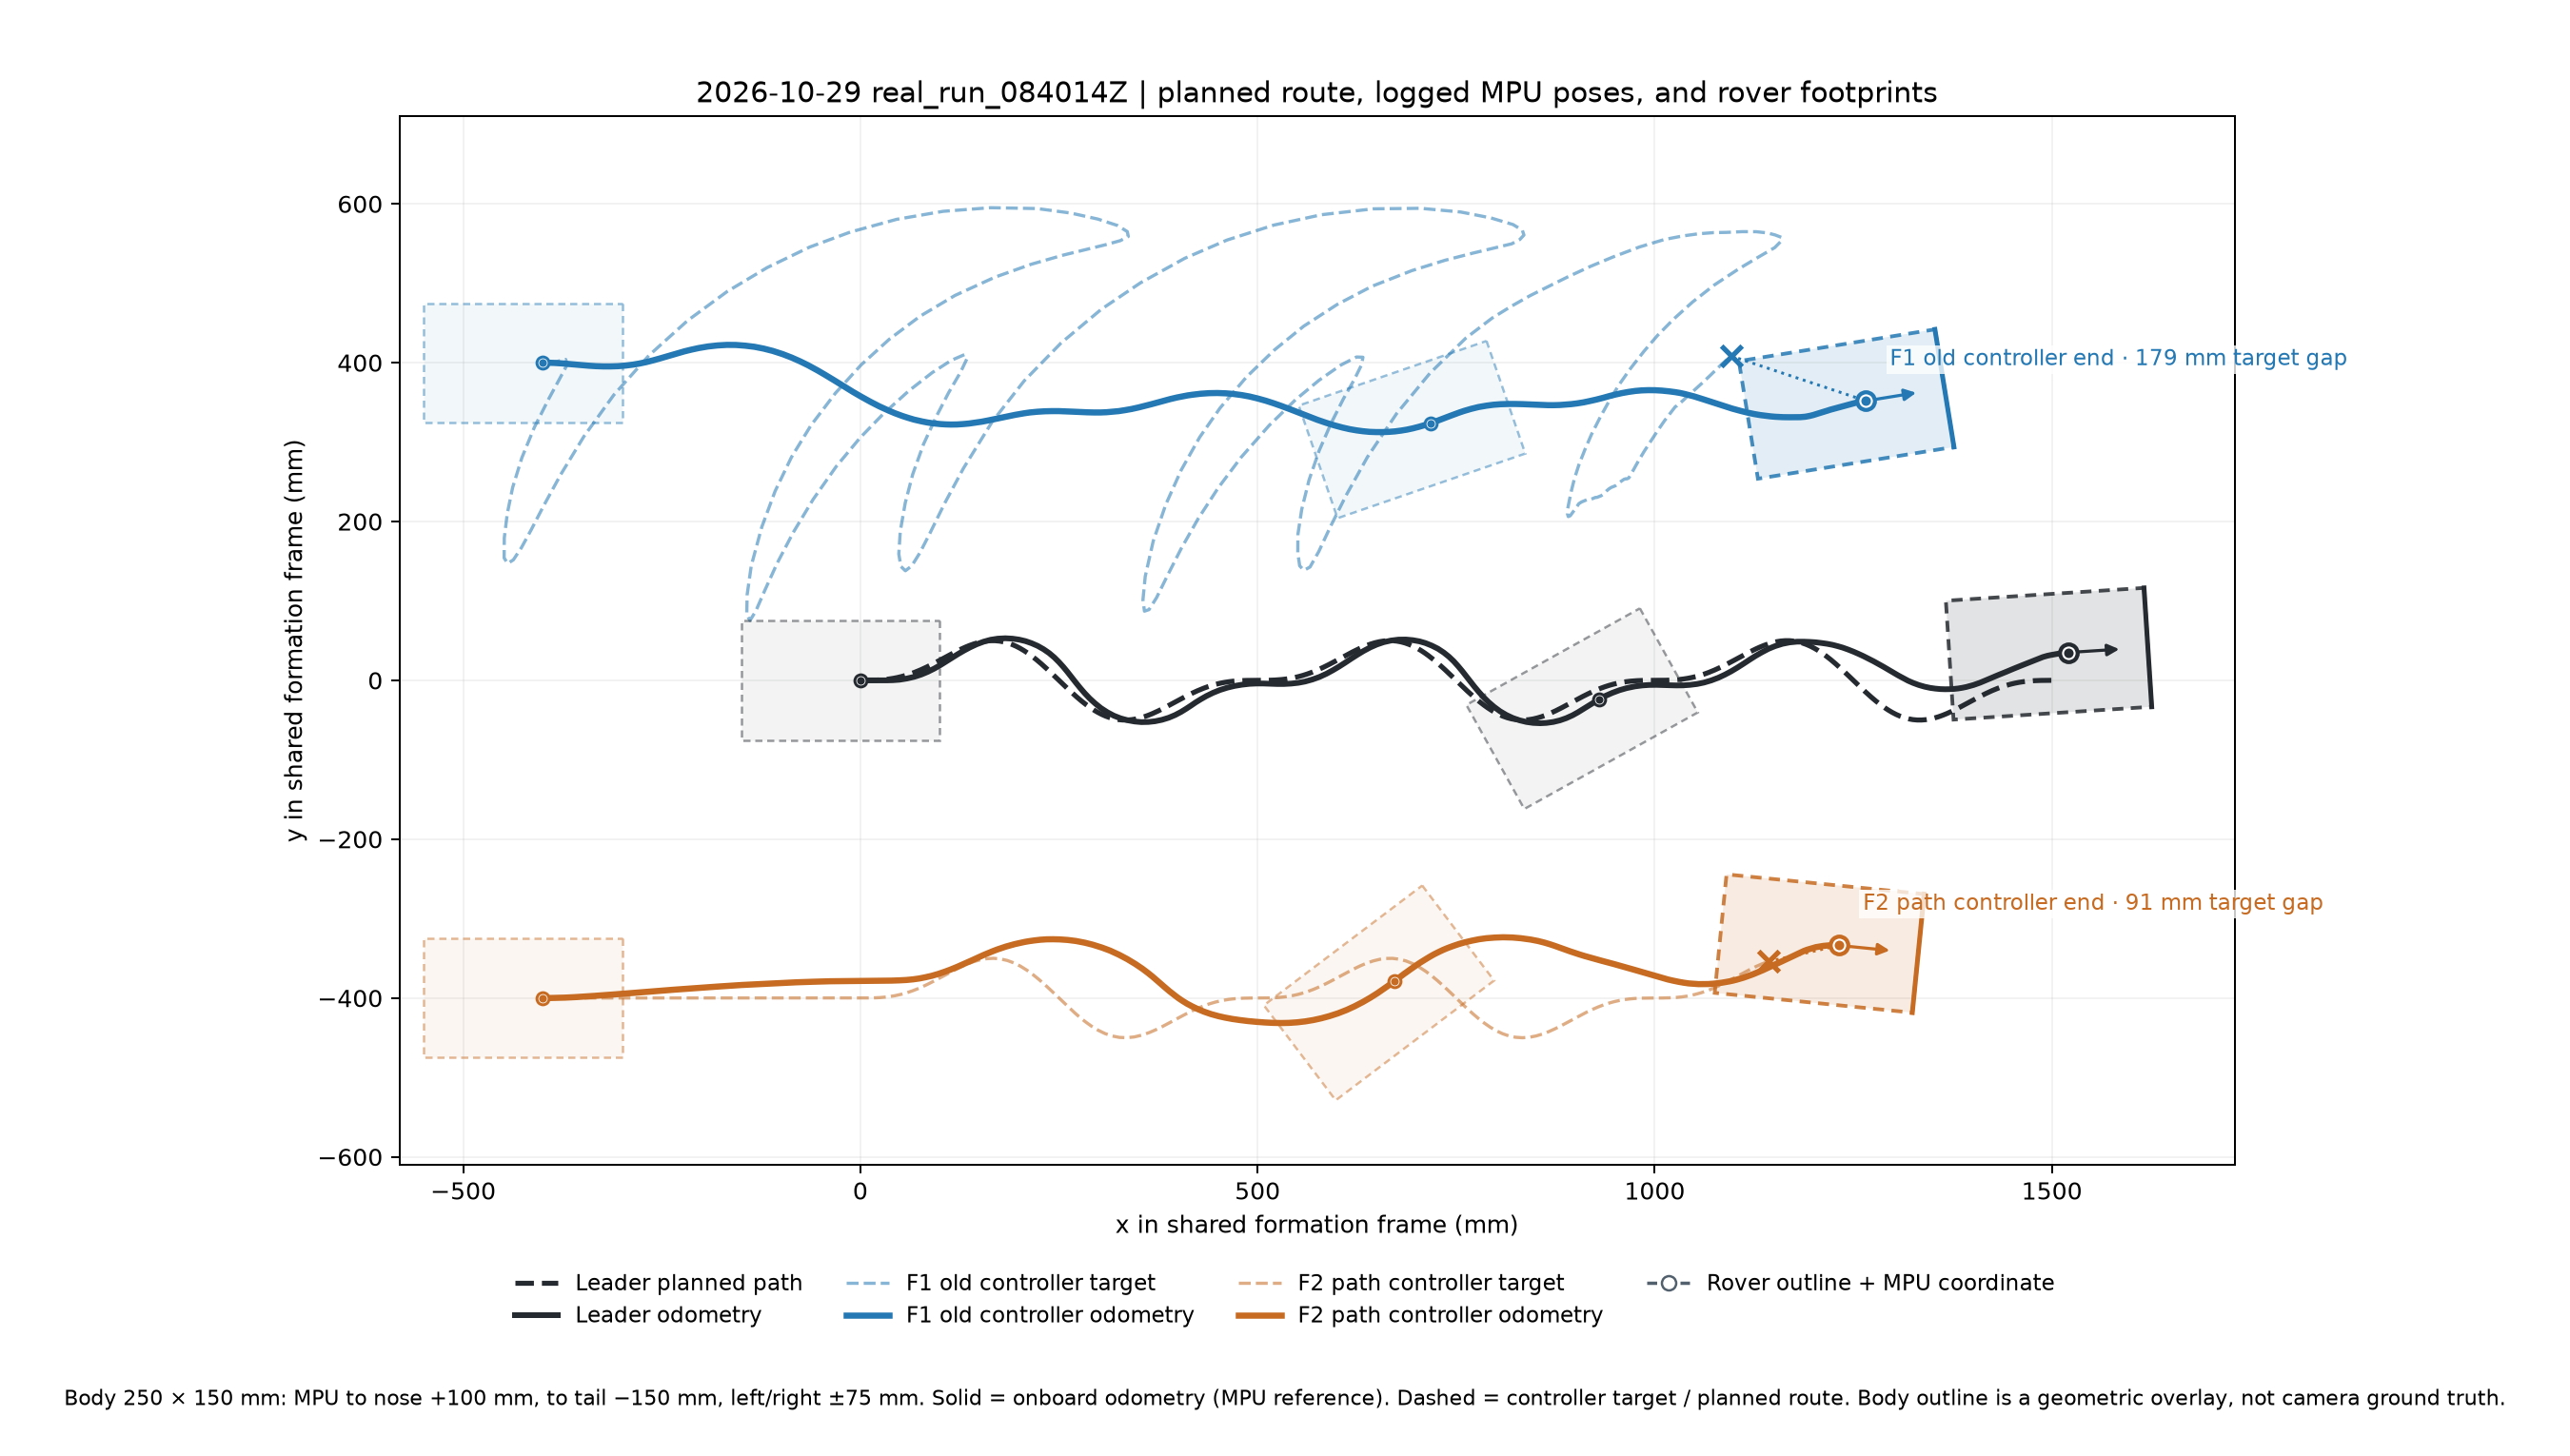 2026-10-29 real_run_084014Z | planned route, logged MPU poses, and rover footprints
y in shared formation frame (mm)
600
400
200
0
−200
−400
−600
F1 old controller end · 179 mm target gap
F2 path controller end · 91 mm target gap
−500
0
500
1000
1500
x in shared formation frame (mm)
Leader planned path
Leader odometry
F1 old controller target
F1 old controller odometry
F2 path controller target
F2 path controller odometry
Rover outline + MPU coordinate
Body 250 × 150 mm: MPU to nose +100 mm, to tail −150 mm, left/right ±75 mm. Solid = onboard odometry (MPU reference). Dashed = controller target / planned route. Body outline is a geometric overlay, not camera ground truth.